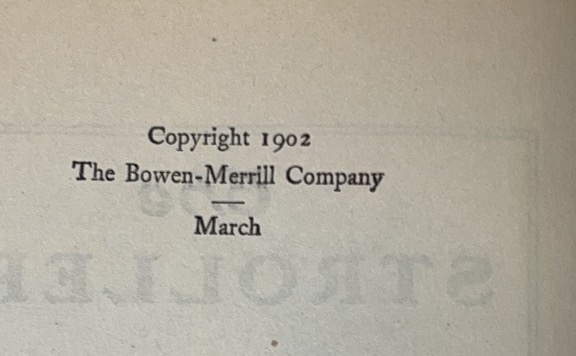 Copyright 1902
The Bowen-Merrill Company
March